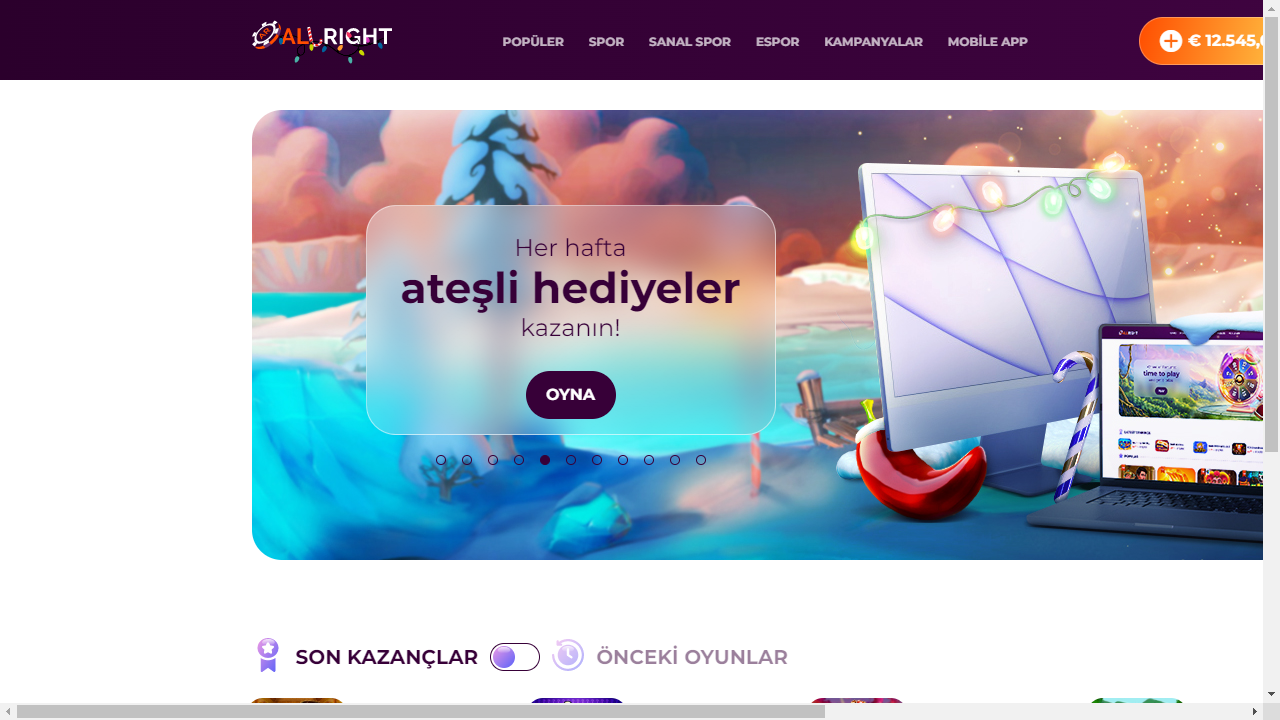 ALLRIGHT
POPÜLER SPOR SANAL SPOR ESPOR KAMPANYALAR MOBİLE APP
€ 12.545,
Her hafta
ateşli hediyeler
kazanın!
OYNA
time to play
SON KAZANÇLAR ÖNCEKİ OYUNLAR